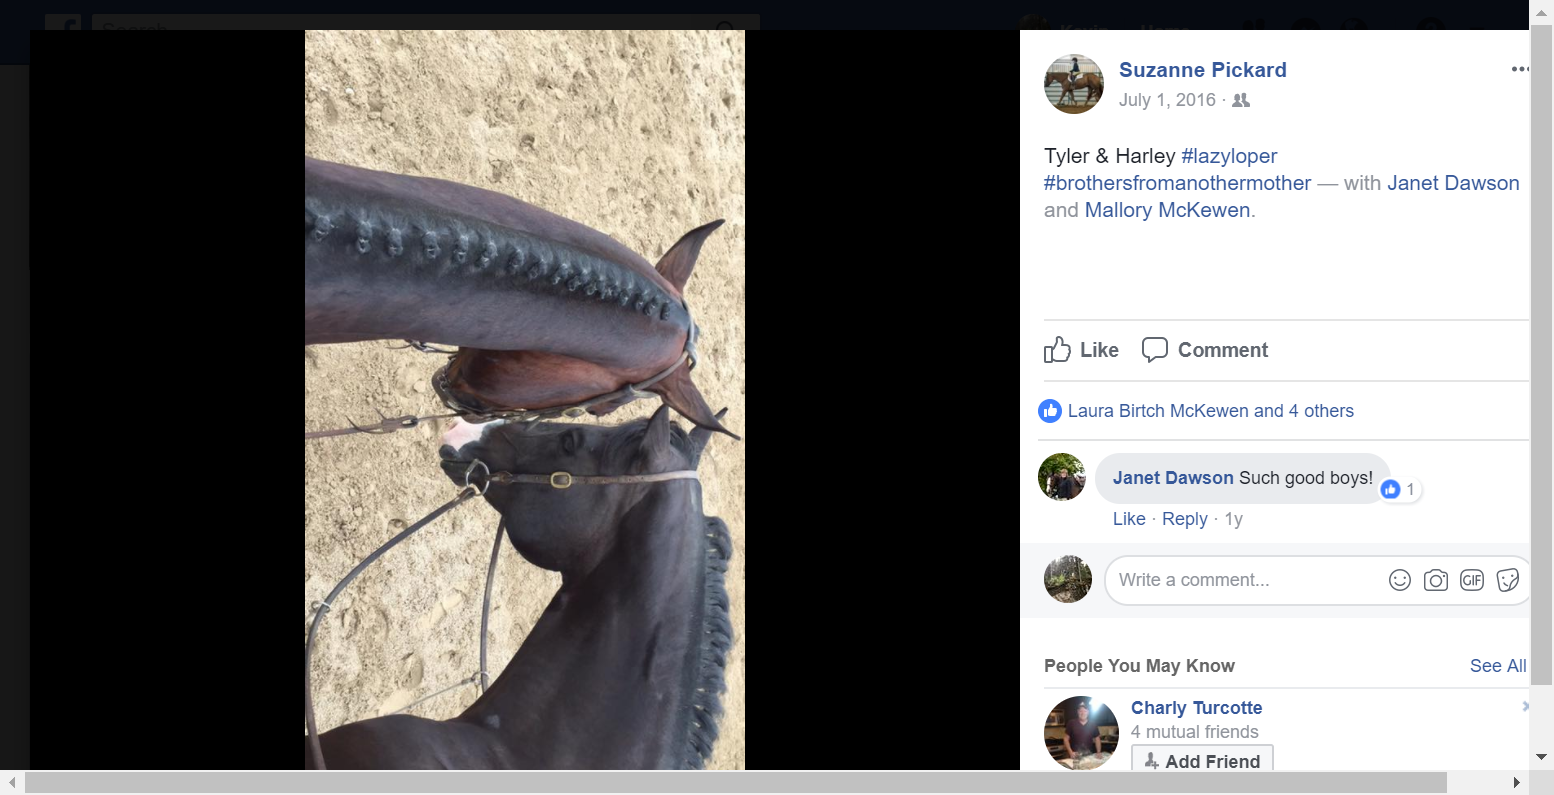 Search
Suzanne Pickard
July 1, 2016 ·
Tyler & Harley #lazyloper
#brothersfromanothermother — with Janet Dawson
and Mallory McKewen.
Like Comment
Laura Birtch McKewen and 4 others
Janet Dawson Such good boys!
1
Like · Reply · 1y
Write a comment...
GIF
People You May Know
See All
Charly Turcotte
4 mutual friends
Add Friend